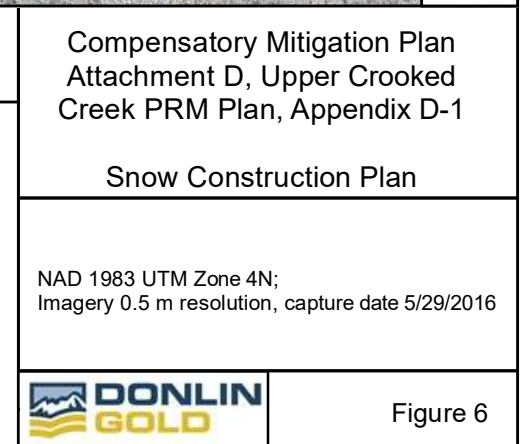 Compensatory Mitigation Plan
Attachment D, Upper Crooked
Creek PRM Plan, Appendix D-1
Snow Construction Plan
NAD 1983 UTM Zone 4N;
Imagery 0.5 m resolution, capture date 5/29/2016
DONLIN
GOLD
Figure 6